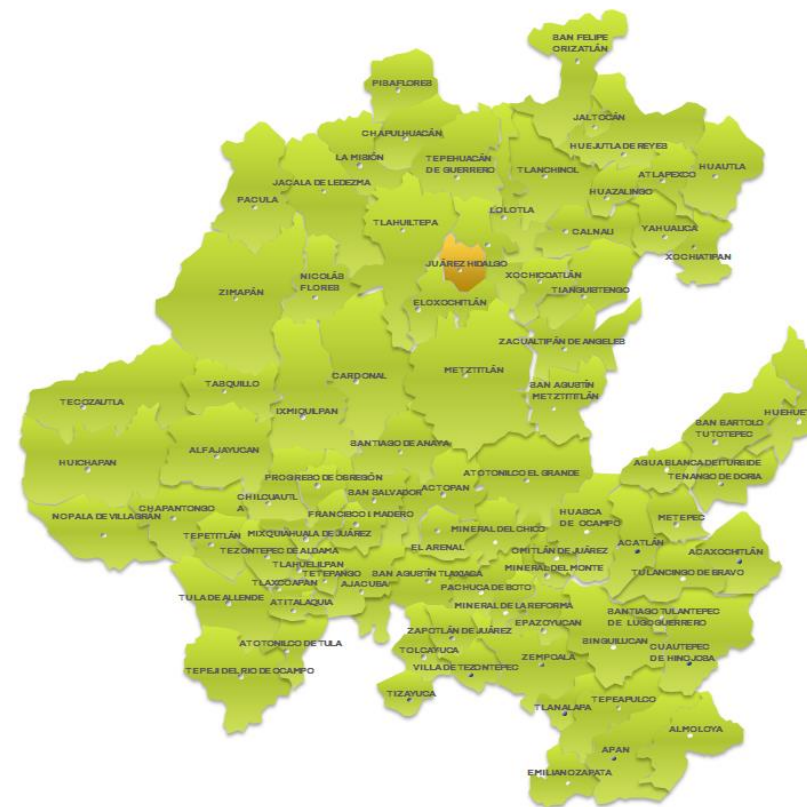 SAN FELIPE
ORIZATLÁN
PISAFLORES
JALTOCÁN
CHAPULHUACÁN
HUEJUTLA DE REYES
LA MISIÓN
TEPEHUACÁN
DE GUERRERO
TLANCHINOL
ATLAPEXCO
HUAUTLA
JACALA DE LEDEZMA
HUAZALINGO
PACULA
LOLOTLA
TLAHUILTEPA
CALNALI
YAHUALICA
XOCHIATIPAN
JUÁREZ HIDALGO
NICOLÁS
FLORES
XOCHICOATLÁN
ZIMAPÁN
TIANGUISTENGO
ELOXOCHITLÁN
ZACUALTIPÁN DE ANGELES
CARDONAL
METZTITLÁN
TASQUILLO
SAN AGUSTÍN
METZTITLÁN
TECOZAUTLA
IXMIQUILPAN
HUEHUET
SAN BARTOLO
TUTOTEPEC
SANTIAGO DE ANAYA
ALFAJAYUCAN
HUICHAPAN
AGUA BLANCA DE ITURBIDE
TENANGO DE DORIA
PROGRESO DE OBREGÓN
ATOTONILCO EL GRANDE
ACTOPAN
CHILCUAUTL
A
SAN SALVADOR
CHAPANTONGO
NOPALA DE VILLAGRÁN
FRANCISCO I MADERO
HUASCA
DE OCAMPO
METEPEC
MINERAL DEL CHICO
MIXQUIAHUALA DE JUÁREZ
TEPETITLÁN
ACATLÁN
EL ARENAL
OMITLÁN DE JUÁREZ
ACAXOCHITLÁN
TEZONTEPEC DE ALDAMA
TLAHUELILPAN
MINERAL DEL MONTE
TULANCINGO DE BRAVO
TETEPANGO
SAN AGUSTÍN TLAXIACA
TLAXCOAPAN
AJACUBA
PACHUCA DE SOTO
TULA DE ALLENDE
ATITALAQUIA
MINERAL DE LA REFORMA
SANTIAGO TULANTEPEC
DE LUGO GUERRERO
EPAZOYUCAN
ZAPOTLÁN DE JUÁREZ
ATOTONILCO DE TULA
SINGUILUCAN
CUAUTEPEC
DE HINOJOSA
TOLCAYUCA
ZEMPOALA
VILLA DE TEZONTEPEC
TEPEJI DEL RIO DE OCAMPO
TIZAYUCA
TEPEAPULCO
TLANALAPA
ALMOLOYA
APAN
EMILIANO ZAPATA